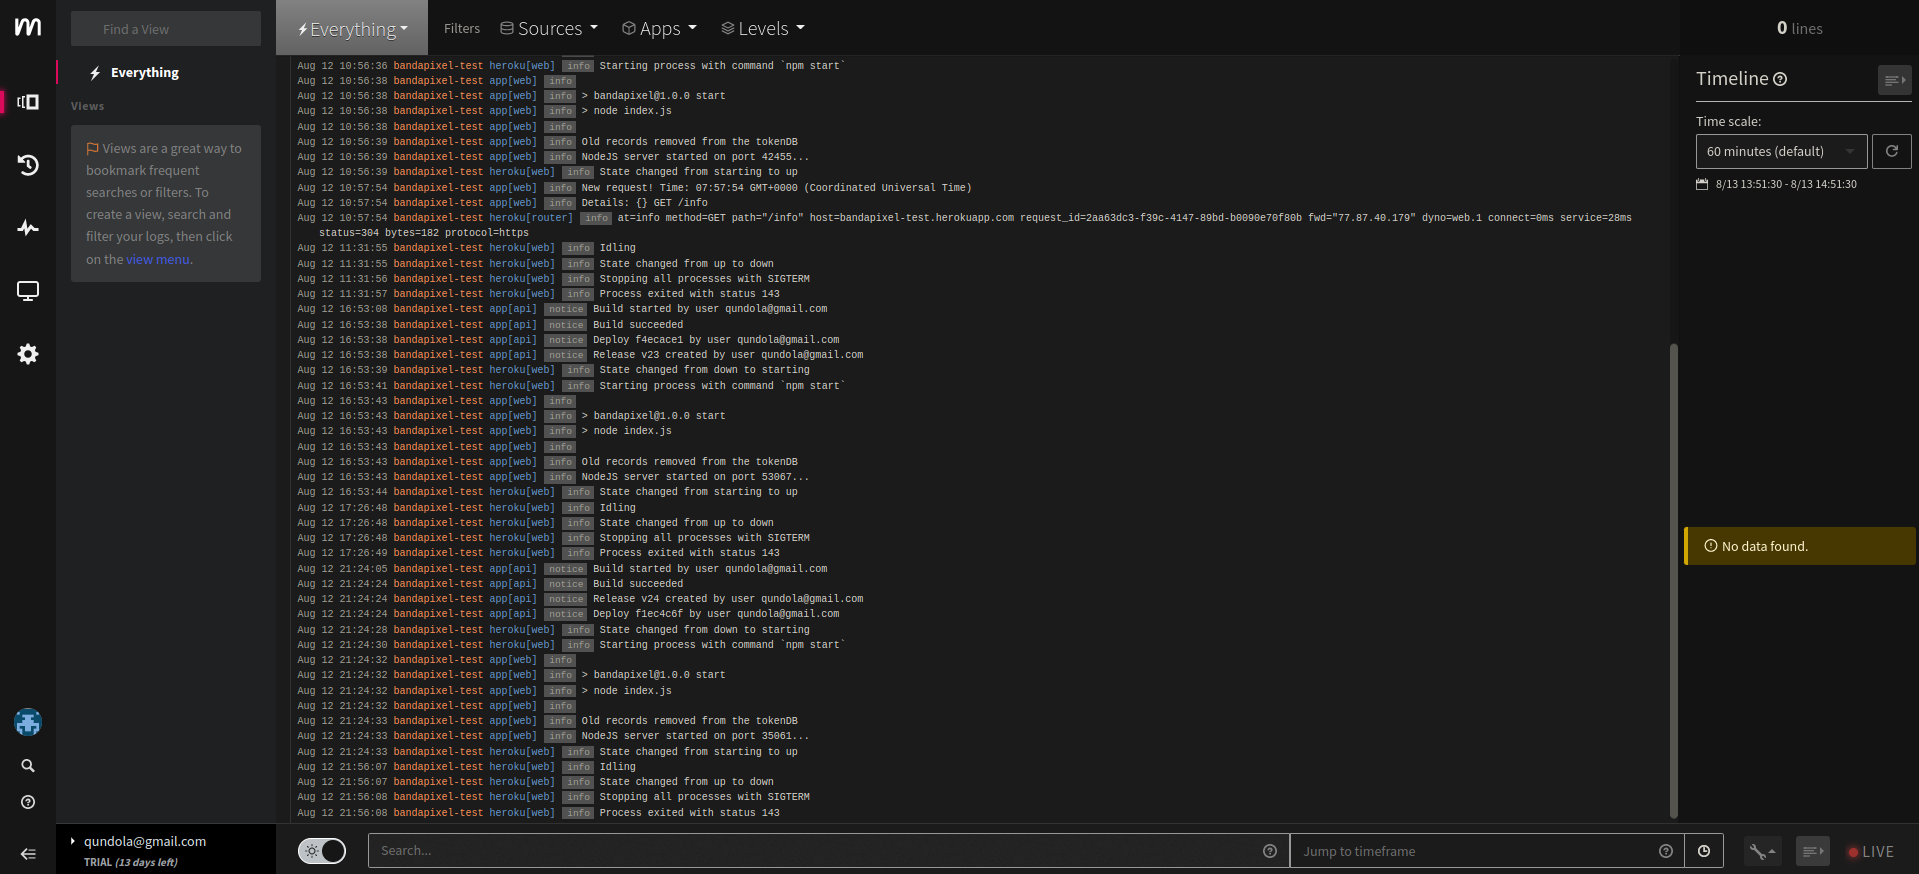 Find a View
Everything
Views
Views are a great way to
bookmark frequent
searches or filters. To
create a view, search and
filter your logs, then click
on the view menu.
qundola@gmail.com
TRIAL (13 days left)
Everything
Filters
Sources
Apps
Levels
0 lines
Aug 12 10:56:36 bandapixel-test heroku[web] info Starting process with command `npm start`
Aug 12 10:56:38 bandapixel-test app[web] info
Aug 12 10:56:38 bandapixel-test app[web] info > bandapixel@1.0.0 start
Aug 12 10:56:38 bandapixel-test app[web] info > node index.js
Aug 12 10:56:38 bandapixel-test app[web] info
Aug 12 10:56:39 bandapixel-test app[web] info Old records removed from the tokenDB
Aug 12 10:56:39 bandapixel-test app[web] info NodeJS server started on port 42455...
Aug 12 10:56:39 bandapixel-test heroku[web] info State changed from starting to up
Aug 12 10:57:54 bandapixel-test app[web] info New request! Time: 07:57:54 GMT+0000 (Coordinated Universal Time)
Aug 12 10:57:54 bandapixel-test app[web] info Details: {} GET /info
Aug 12 10:57:54 bandapixel-test heroku[router] info at=info method=GET path="/info" host=bandapixel-test.herokuapp.com request_id=2aa63dc3-f39c-4147-89bd-b0090e70f80b fwd="77.87.40.179" dyno=web.1 connect=0ms service=28ms
status=304 bytes=182 protocol=https
Aug 12 11:31:55 bandapixel-test heroku[web] info Idling
Aug 12 11:31:55 bandapixel-test heroku[web] info State changed from up to down
Aug 12 11:31:56 bandapixel-test heroku[web] info Stopping all processes with SIGTERM
Aug 12 11:31:57 bandapixel-test heroku[web] info Process exited with status 143
Aug 12 16:53:08 bandapixel-test app[api] notice Build started by user qundola@gmail.com
Aug 12 16:53:38 bandapixel-test app[api] notice Build succeeded
Aug 12 16:53:38 bandapixel-test app[api] notice Deploy f4ecace1 by user qundola@gmail.com
Aug 12 16:53:38 bandapixel-test app[api] notice Release v23 created by user qundola@gmail.com
Aug 12 16:53:39 bandapixel-test heroku[web] info State changed from down to starting
Aug 12 16:53:41 bandapixel-test heroku[web] info Starting process with command `npm start`
Aug 12 16:53:43 bandapixel-test app[web] info
Aug 12 16:53:43 bandapixel-test app[web] info > bandapixel@1.0.0 start
Aug 12 16:53:43 bandapixel-test app[web] info > node index.js
Aug 12 16:53:43 bandapixel-test app[web] info
Aug 12 16:53:43 bandapixel-test app[web] info Old records removed from the tokenDB
Aug 12 16:53:43 bandapixel-test app[web] info NodeJS server started on port 53067...
Aug 12 16:53:44 bandapixel-test heroku[web] info State changed from starting to up
Aug 12 17:26:48 bandapixel-test heroku[web] info Idling
Aug 12 17:26:48 bandapixel-test heroku[web] info State changed from up to down
Aug 12 17:26:48 bandapixel-test heroku[web] info Stopping all processes with SIGTERM
Aug 12 17:26:49 bandapixel-test heroku[web] info Process exited with status 143
Aug 12 21:24:05 bandapixel-test app[api] notice Build started by user qundola@gmail.com
Aug 12 21:24:24 bandapixel-test app[api] notice Build succeeded
Aug 12 21:24:24 bandapixel-test app[api] notice Release v24 created by user qundola@gmail.com
Aug 12 21:24:24 bandapixel-test app[api] notice Deploy f1ec4c6f by user qundola@gmail.com
Aug 12 21:24:28 bandapixel-test heroku[web] info State changed from down to starting
Aug 12 21:24:30 bandapixel-test heroku[web] info Starting process with command `npm start`
Aug 12 21:24:32 bandapixel-test app[web] info
Aug 12 21:24:32 bandapixel-test app[web] info > bandapixel@1.0.0 start
Aug 12 21:24:32 bandapixel-test app[web] info > node index.js
Aug 12 21:24:32 bandapixel-test app[web] info
Aug 12 21:24:33 bandapixel-test app[web] info Old records removed from the tokenDB
Aug 12 21:24:33 bandapixel-test app[web] info NodeJS server started on port 35061...
Aug 12 21:24:33 bandapixel-test heroku[web] info State changed from starting to up
Aug 12 21:56:07 bandapixel-test heroku[web] info Idling
Aug 12 21:56:07 bandapixel-test heroku[web] info State changed from up to down
Aug 12 21:56:08 bandapixel-test heroku[web] info Stopping all processes with SIGTERM
Aug 12 21:56:08 bandapixel-test heroku[web] info Process exited with status 143
Search...
Jump to timeframe
LIVE
Timeline
Time scale:
60 minutes (default)
8/13 13:51:30 - 8/13 14:51:30
No data found.